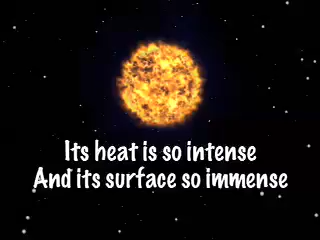 Its heat is so intense
And its surface so immense